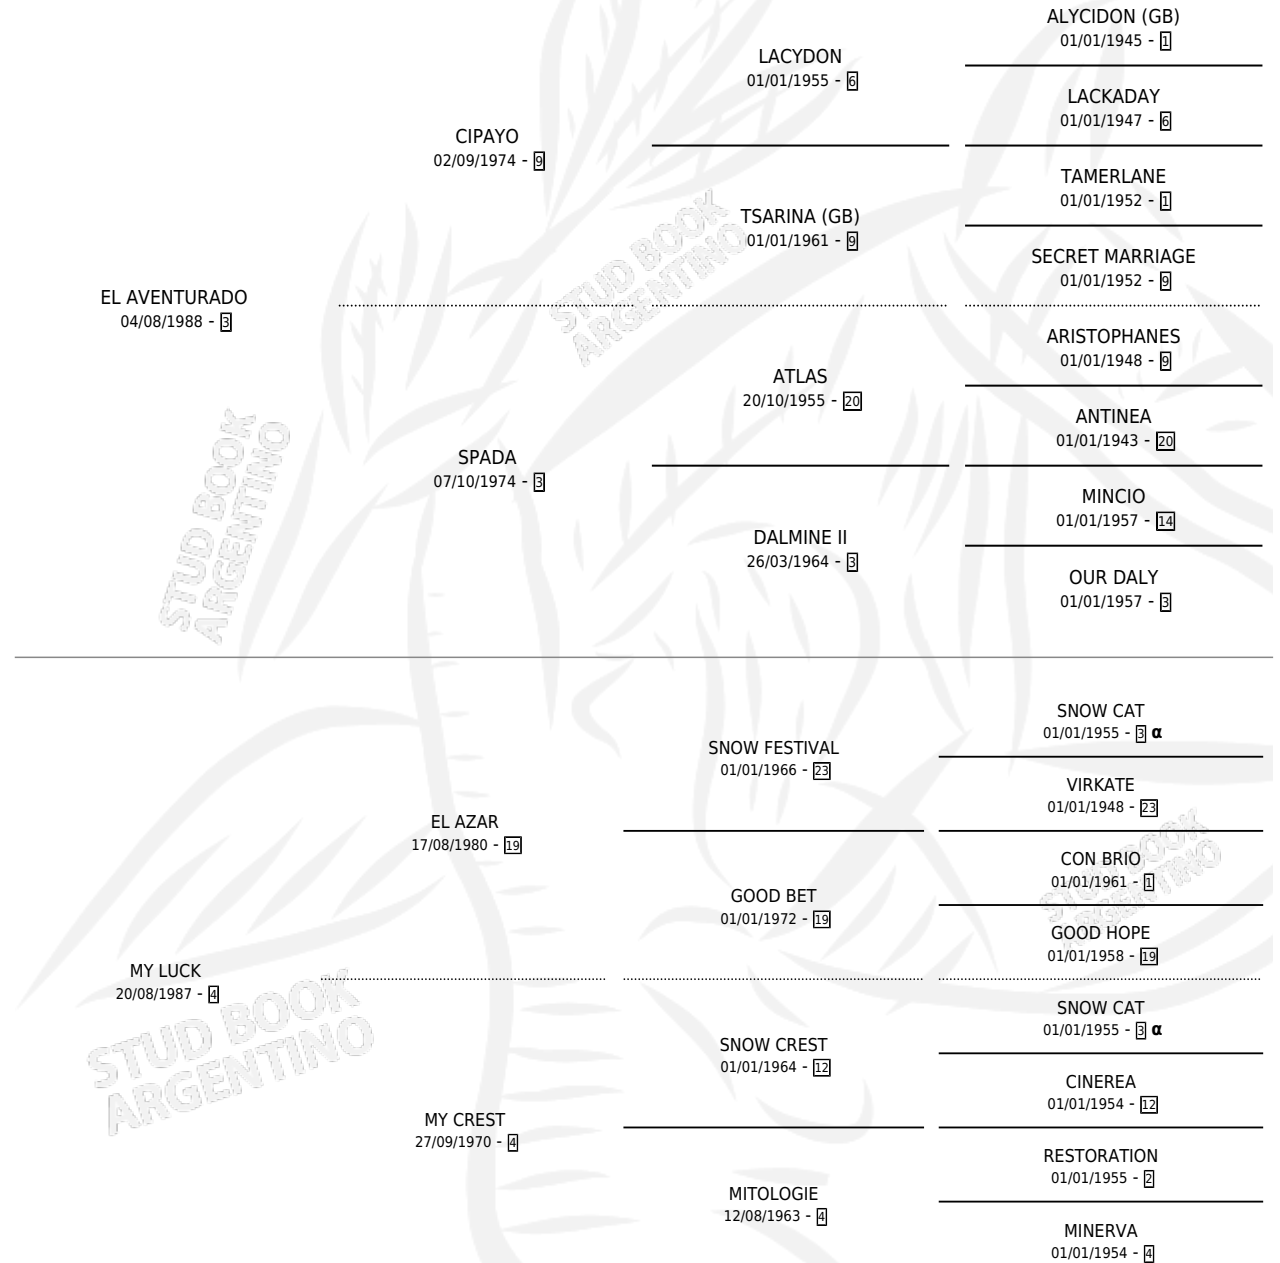 ALYCIDON (GB)
01/01/1945 - 1
LACYDON
01/01/1955 - 6
LACKADAY
01/01/1947 - 6
CIPAYO
02/09/1974 - 9
TAMERLANE
01/01/1952 - 1
TSARINA (GB)
01/01/1961 - 9
SECRET MARRIAGE
01/01/1952 - 9
EL AVENTURADO
04/08/1988 - 3
ARISTOPHANES
01/01/1948 - 9
ATLAS
20/10/1955 - 20
ANTINEA
01/01/1943 - 20
SPADA
07/10/1974 - 3
MINCIO
01/01/1957 - 14
DALMINE II
26/03/1964 - 3
OUR DALY
01/01/1957 - 3
STUD BOOK
ARGENTINO
STUD BOOK
ARGENTINO
SNOW CAT
01/01/1955 - 3 α
SNOW FESTIVAL
01/01/1966 - 23
VIRKATE
01/01/1948 - 23
EL AZAR
17/08/1980 - 19
CON BRIO
01/01/1961 - 1
GOOD BET
01/01/1972 - 19
GOOD HOPE
01/01/1958 - 19
MY LUCK
20/08/1987 - 4
SNOW CAT
01/01/1955 - 3 α
SNOW CREST
01/01/1964 - 12
CINEREA
01/01/1954 - 12
MY CREST
27/09/1970 - 4
RESTORATION
01/01/1955 - 2
MITOLOGIE
12/08/1963 - 4
MINERVA
01/01/1954 - 4
STUD BOOK
ARGENTINO
STUD BOOK
ARGENTINO